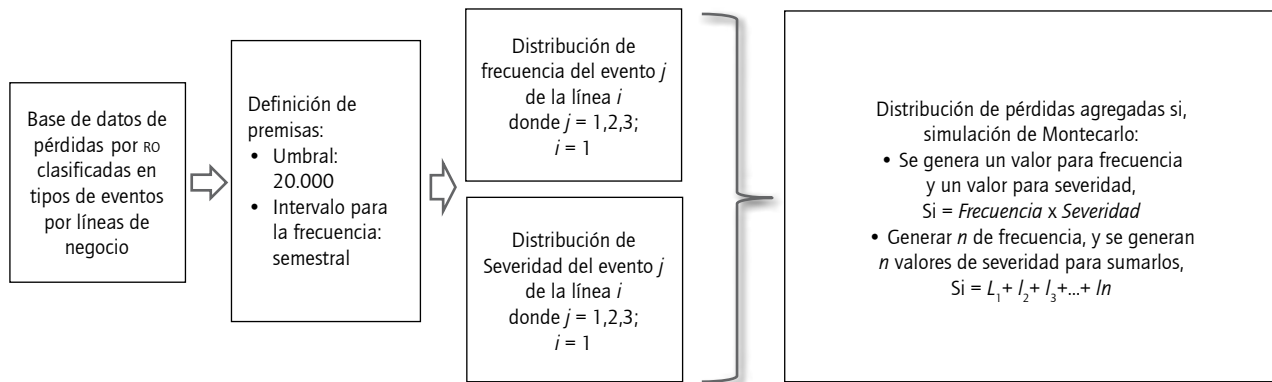 Base de datos de
pérdidas por RO
clasificadas en
tipos de eventos
por líneas de
negocio
Definición de
premisas:
• Umbral:
20.000
• Intervalo para
la frecuencia:
semestral
Distribución de
frecuencia del evento j
de la línea i
donde j = 1,2,3;
i = 1
Distribución de
Severidad del evento j
de la línea i
donde j = 1,2,3;
i = 1
Distribución de pérdidas agregadas si,
simulación de Montecarlo:
• Se genera un valor para frecuencia
y un valor para severidad,
Si = Frecuencia x Severidad
• Generar n de frecuencia, y se generan
n valores de severidad para sumarlos,
Si = L₁+ l₂+ l₃+...+ ln